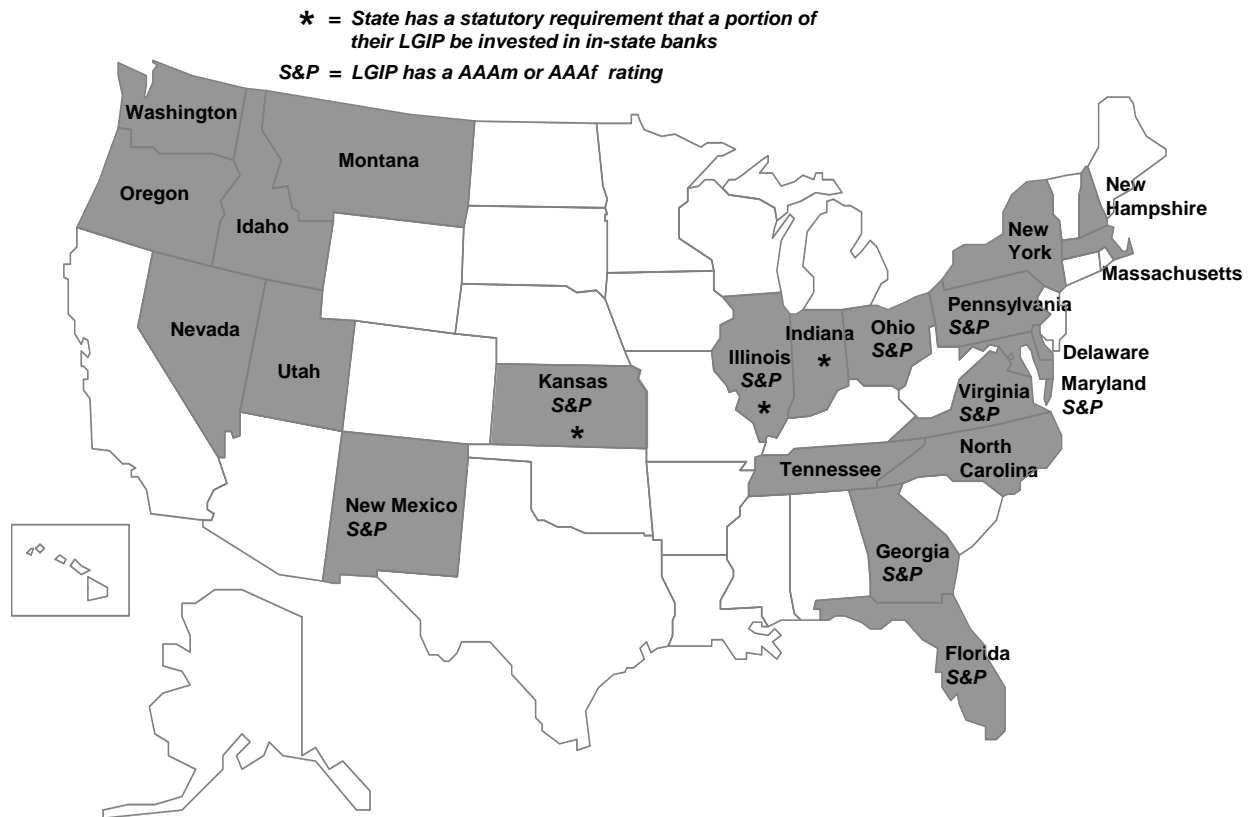 * = State has a statutory requirement that a portion of
their LGIP be invested in in-state banks
S&P = LGIP has a AAAm or AAAf rating
Washington
Montana
Oregon
Idaho
New
Hampshire
New
York
Massachusetts
Nevada
Utah
Pennsylvania
S&P
Indiana
*
Ohio
S&P
Illinois
S&P
*
Delaware
Kansas
S&P
*
Virginia
S&P
Maryland
S&P
Tennessee
North
Carolina
New Mexico
S&P
Georgia
S&P
Florida
S&P